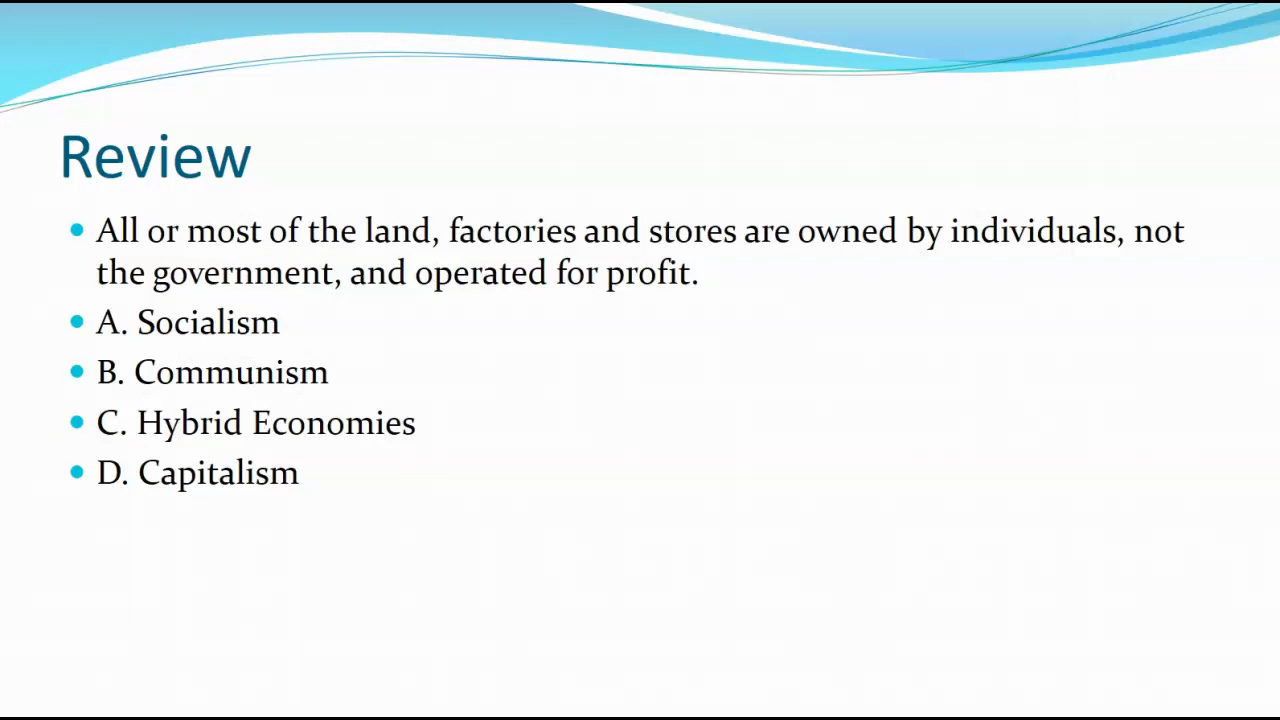 Review
All or most of the land, factories and stores are owned by individuals, not
the government, and operated for profit.
A. Socialism
B. Communism
C. Hybrid Economies
D. Capitalism